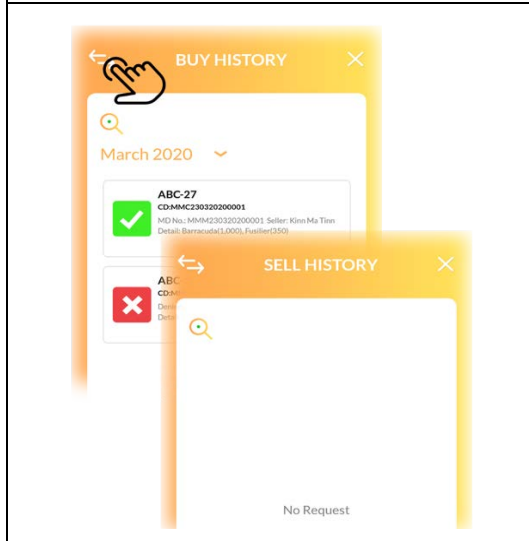 BUY HISTORY
March 2020
ABC-27
CD:MMC230320200001
MD No.: MMM230320200001 Seller: Kinn Ma Tinn
Detail: Barracuda(1,000), Fusilier(350)
ABC
SELL HISTORY
No Request